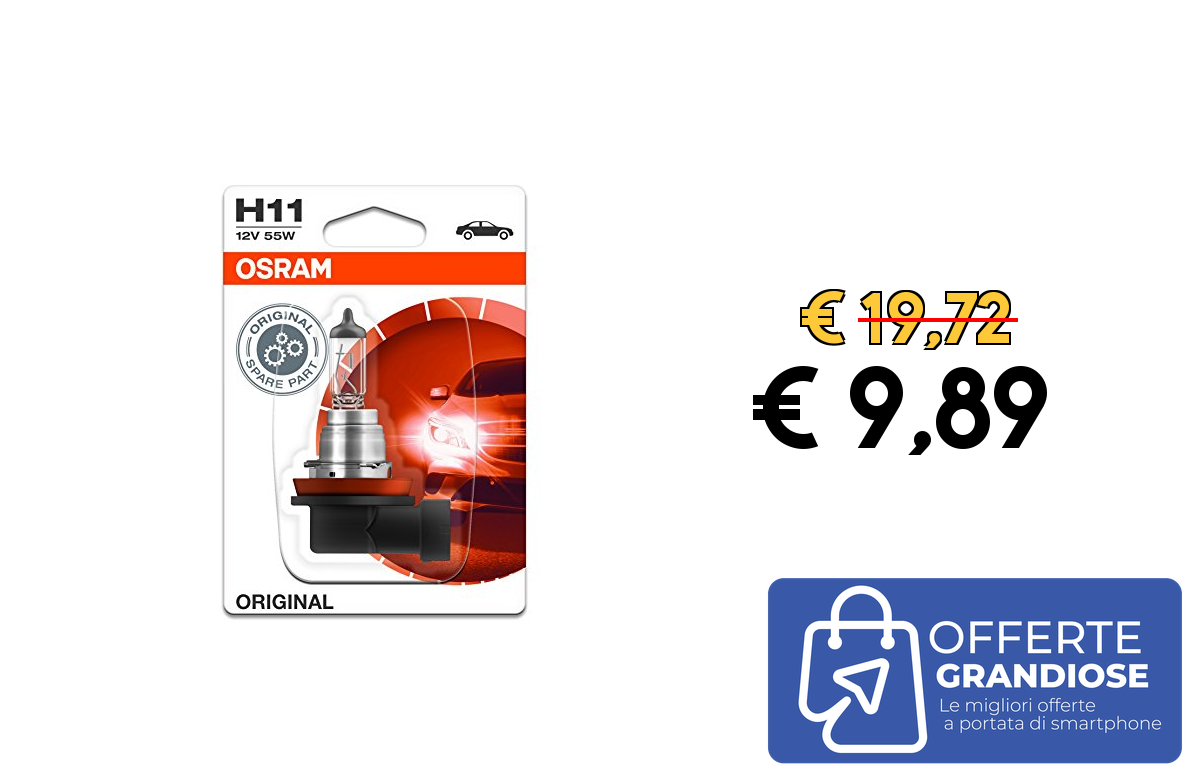 H11
12V 55W
OSRAM
ORIGINAL
SPARE PART
ORIGINAL
€ 19,72
€ 9,89
OFFERTE
GRANDIOSE
Le migliori offerte
a portata di smartphone